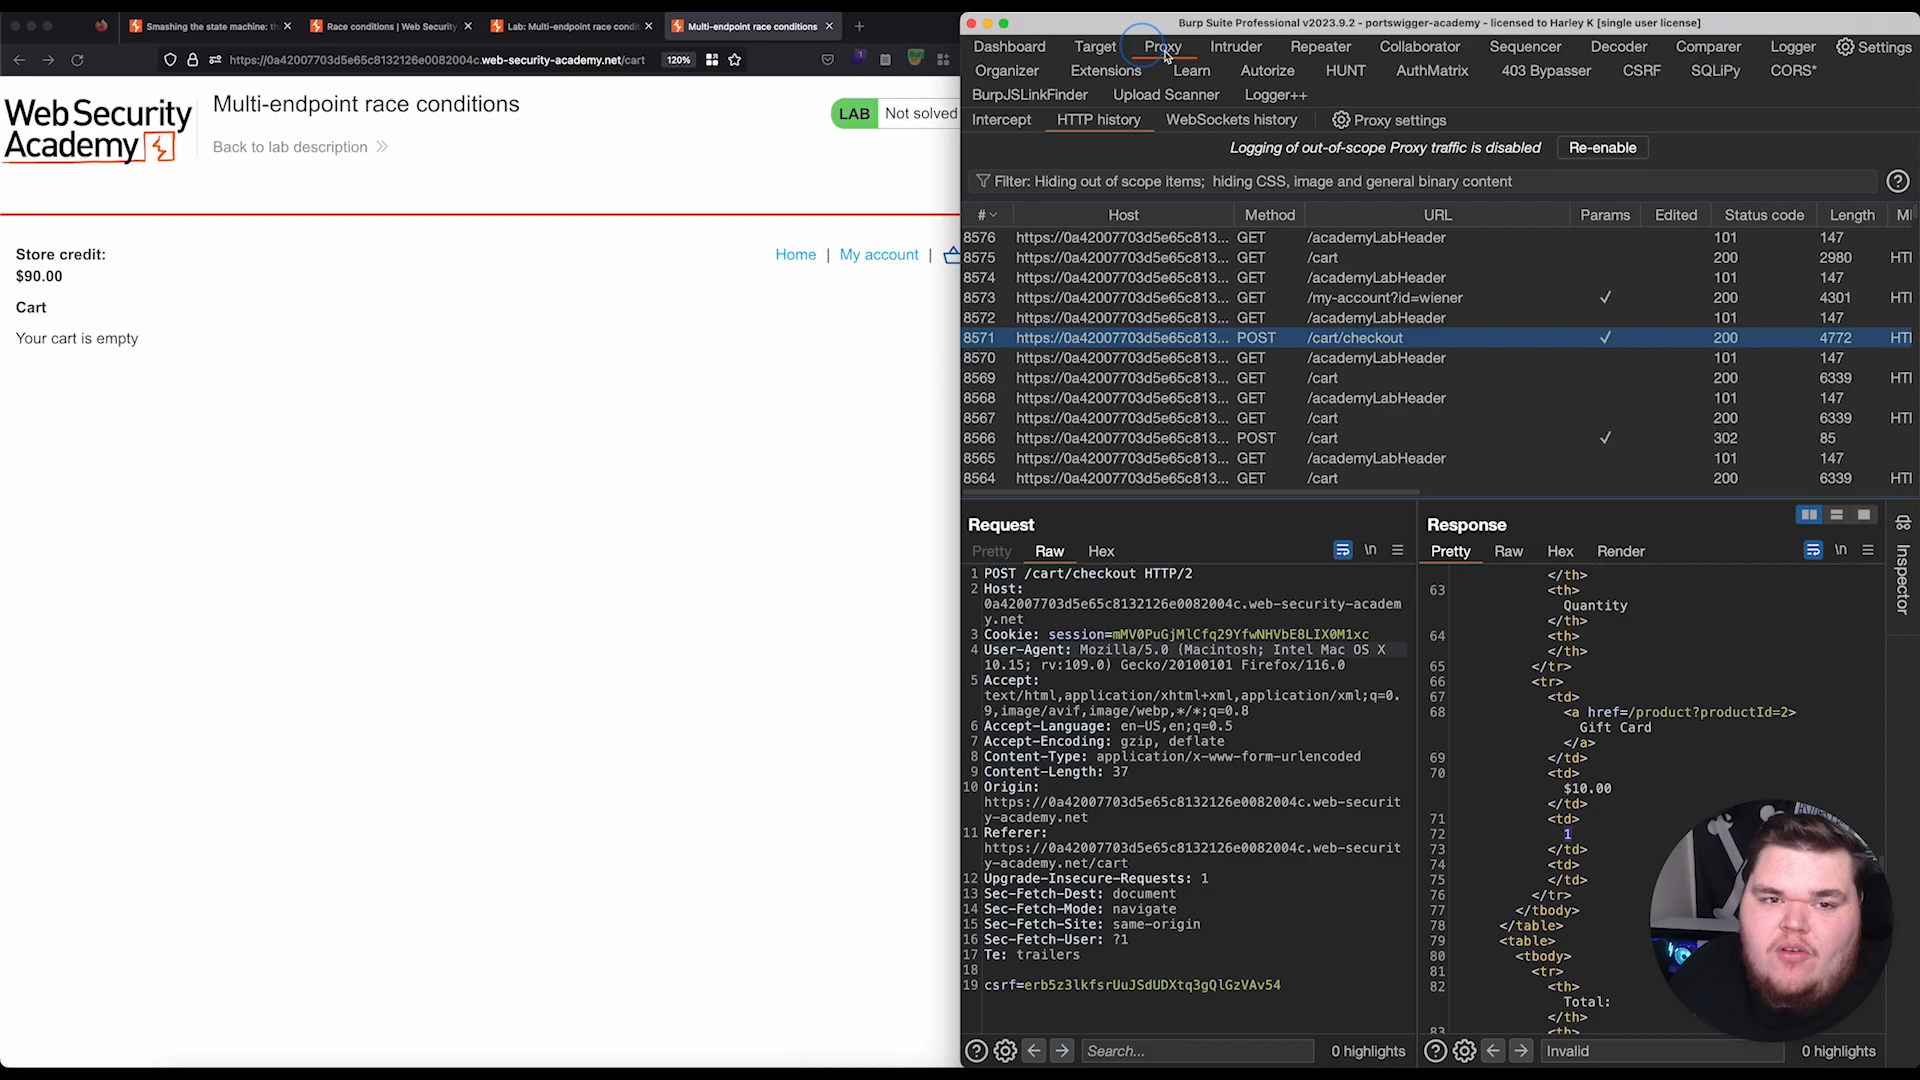 Smashing the state machine: th
Race conditions | Web Security
Lab: Multi-endpoint race condi
Multi-endpoint race conditions
https://0a42007703d5e65c8132126e0082004c.web-security-academy.net/cart
120%
1
WebSecurity
Academy
Multi-endpoint race conditions
Back to lab description
LAB
Not solved
Store credit:
$90.00
Home | My account |
Cart
Your cart is empty
Burp Suite Professional v2023.9.2 - portswigger-academy - licensed to Harley K [single user license]
Dashboard Target Proxy Intruder Repeater Collaborator Sequencer Decoder Comparer Logger Settings
Organizer Extensions Learn Autorize HUNT AuthMatrix 403 Bypasser CSRF SQLiPy CORS*
BurpJSLinkFinder Upload Scanner Logger++
Intercept HTTP history WebSockets history Proxy settings
Logging of out-of-scope Proxy traffic is disabled Re-enable
Filter: Hiding out of scope items; hiding CSS, image and general binary content
# Host Method URL Params Edited Status code Length MI
8576 https://0a42007703d5e65c813... GET /academyLabHeader 101 147
8575 https://0a42007703d5e65c813... GET /cart 200 2980 HTI
8574 https://0a42007703d5e65c813... GET /academyLabHeader 101 147
8573 https://0a42007703d5e65c813... GET /my-account?id=wiener ✓ 200 4301 HTI
8572 https://0a42007703d5e65c813... GET /academyLabHeader 101 147
8571 https://0a42007703d5e65c813... POST /cart/checkout ✓ 200 4772 HTI
8570 https://0a42007703d5e65c813... GET /academyLabHeader 101 147
8569 https://0a42007703d5e65c813... GET /cart 200 6339 HTI
8568 https://0a42007703d5e65c813... GET /academyLabHeader 101 147
8567 https://0a42007703d5e65c813... GET /cart 200 6339 HTI
8566 https://0a42007703d5e65c813... POST /cart ✓ 302 85
8565 https://0a42007703d5e65c813... GET /academyLabHeader 101 147
8564 https://0a42007703d5e65c813... GET /cart 200 6339 HTI
Request
Pretty Raw Hex \n
1 POST /cart/checkout HTTP/2
2 Host:
0a42007703d5e65c8132126e0082004c.web-security-academ
y.net
3 Cookie: session=mMV0PuGjMlCfq29YfwNHVbE8LIX0M1xc
4 User-Agent: Mozilla/5.0 (Macintosh; Intel Mac OS X
10.15; rv:109.0) Gecko/20100101 Firefox/116.0
5 Accept:
text/html,application/xhtml+xml,application/xml;q=0.
9,image/avif,image/webp,*/*;q=0.8
6 Accept-Language: en-US,en;q=0.5
7 Accept-Encoding: gzip, deflate
8 Content-Type: application/x-www-form-urlencoded
9 Content-Length: 37
10 Origin:
https://0a42007703d5e65c8132126e0082004c.web-securit
y-academy.net
11 Referer:
https://0a42007703d5e65c8132126e0082004c.web-securit
y-academy.net/cart
12 Upgrade-Insecure-Requests: 1
13 Sec-Fetch-Dest: document
14 Sec-Fetch-Mode: navigate
15 Sec-Fetch-Site: same-origin
16 Sec-Fetch-User: ?1
17 Te: trailers
18
19 csrf=erb5z3lkfsrUuJSdUDXtq3gQlGzVAv54
Search... 0 highlights
Response
Pretty Raw Hex Render \n
</th>
63 <th>
Quantity
</th>
64 <th>
</th>
65 </tr>
66 <tr>
67 <td>
68 <a href=/product?productId=2>
Gift Card
</a>
69 </td>
70 <td>
$10.00
</td>
71 <td>
72 1
73 </td>
74 <td>
75 </td>
76 </tr>
77 </tbody>
78 </table>
79 <table>
80 <tbody>
81 <tr>
82 <th>
Total:
</th>
83 <th>
Invalid 0 highlights
Inspector